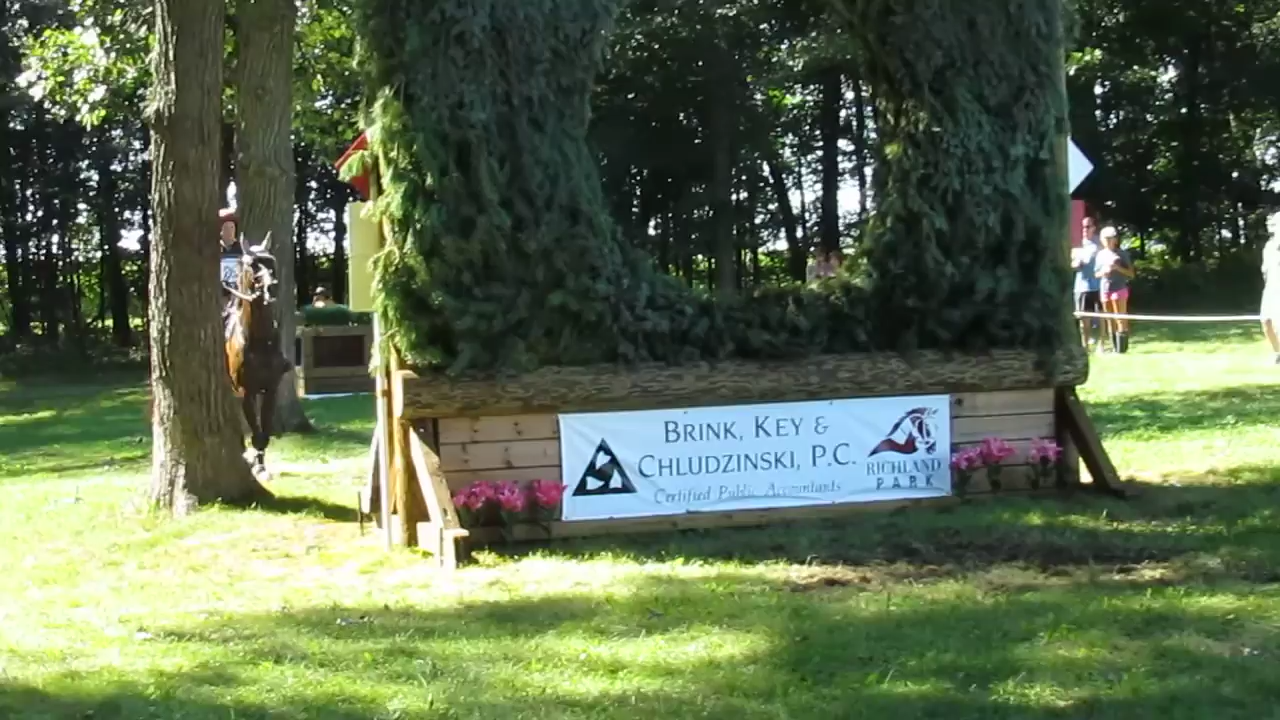 BRINK, KEY &
CHLUDZINSKI, P.C.
Certified Public Accountants
RICHLAND
PARK